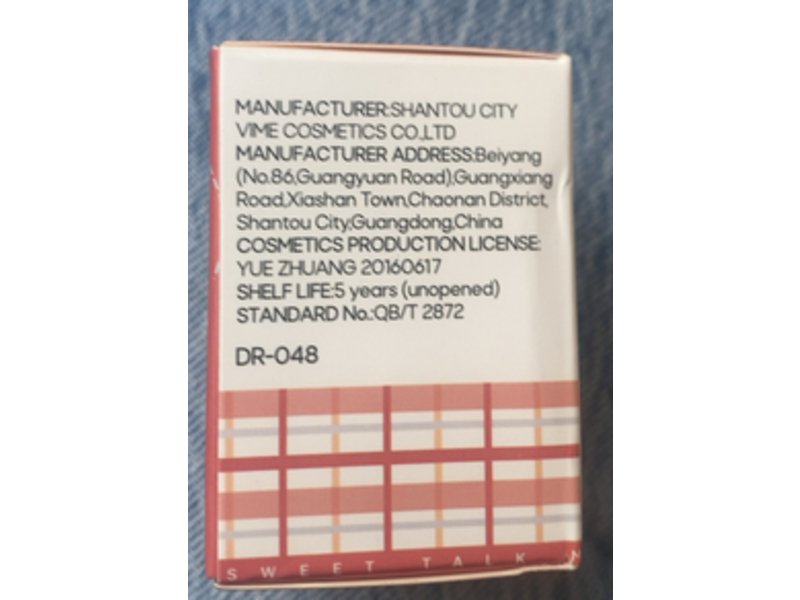 MANUFACTURER:SHANTOU CITY
VIME COSMETICS CO.,LTD
MANUFACTURER ADDRESS:Beiyang
(No.86,Guangyuan Road),Guangxiang
Road,Xiashan Town,Chaonan District,
Shantou City,Guangdong,China
COSMETICS PRODUCTION LICENSE:
YUE ZHUANG 20160617
SHELF LIFE:5 years (unopened)
STANDARD No.:QB/T 2872
DR-048
SWEET TALK